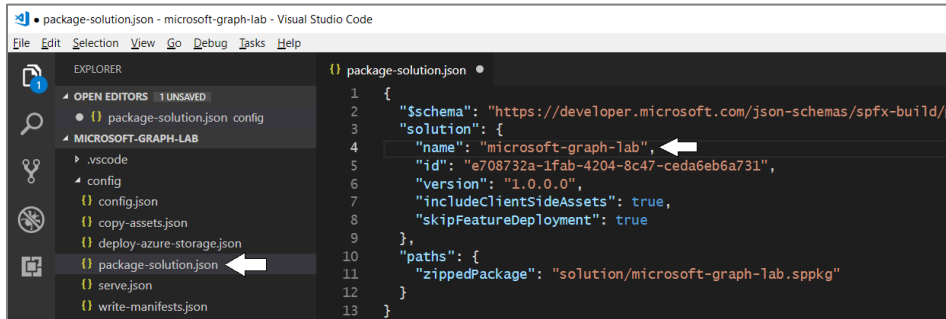 ● package-solution.json - microsoft-graph-lab - Visual Studio Code
File Edit Selection View Go Debug Tasks Help
EXPLORER
OPEN EDITORS 1 UNSAVED
● {} package-solution.json config
MICROSOFT-GRAPH-LAB
.vscode
config
{} config.json
{} copy-assets.json
{} deploy-azure-storage.json
{} package-solution.json
{} serve.json
{} write-manifests.json
1
{} package-solution.json ●
1 {
2 "$schema": "https://developer.microsoft.com/json-schemas/spfx-build/
3 "solution": {
4 "name": "microsoft-graph-lab",
5 "id": "e708732a-1fab-4204-8c47-ceda6eb6a731",
6 "version": "1.0.0.0",
7 "includeClientSideAssets": true,
8 "skipFeatureDeployment": true
9 },
10 "paths": {
11 "zippedPackage": "solution/microsoft-graph-lab.sppkg"
12 }
13 }